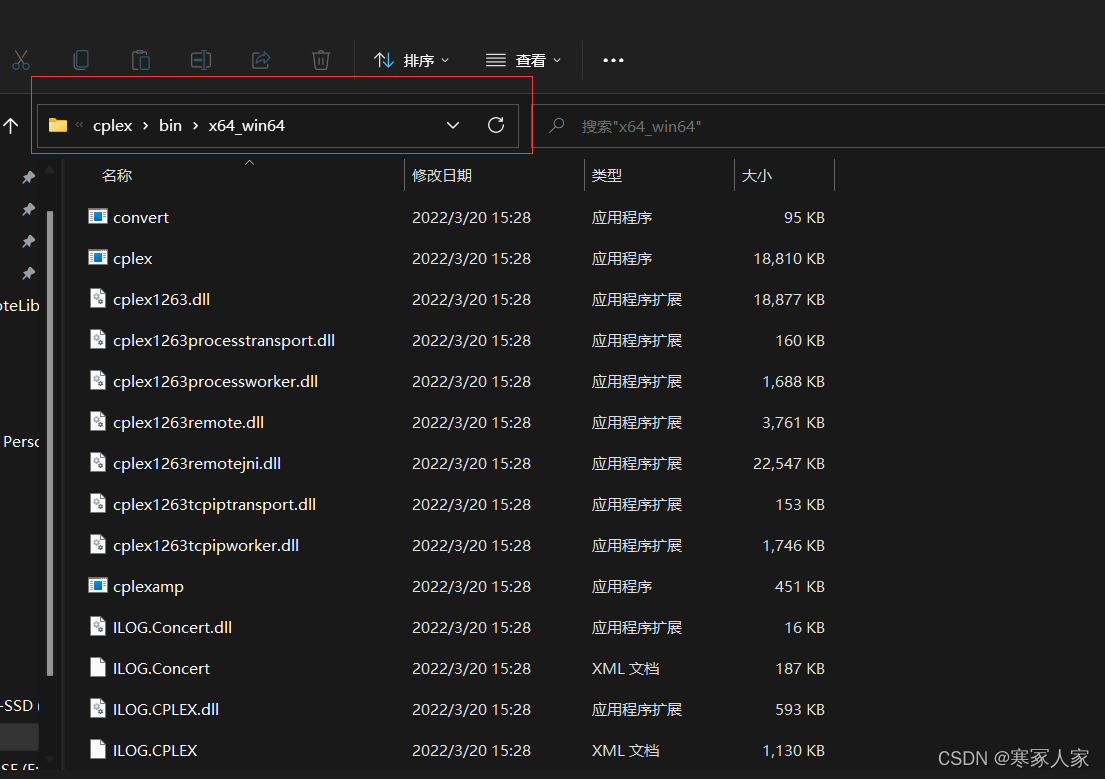 排序 查看
cplex › bin › x64_win64 搜索"x64_win64"
名称 修改日期 类型 大小
convert 2022/3/20 15:28 应用程序 95 KB
cplex 2022/3/20 15:28 应用程序 18,810 KB
cplex1263.dll 2022/3/20 15:28 应用程序扩展 18,877 KB
cplex1263processtransport.dll 2022/3/20 15:28 应用程序扩展 160 KB
cplex1263processworker.dll 2022/3/20 15:28 应用程序扩展 1,688 KB
oteLib
cplex1263remote.dll 2022/3/20 15:28 应用程序扩展 3,761 KB
Perso
cplex1263remotejni.dll 2022/3/20 15:28 应用程序扩展 22,547 KB
cplex1263tcpiptransport.dll 2022/3/20 15:28 应用程序扩展 153 KB
cplex1263tcpipworker.dll 2022/3/20 15:28 应用程序扩展 1,746 KB
cplexamp 2022/3/20 15:28 应用程序 451 KB
ILOG.Concert.dll 2022/3/20 15:28 应用程序扩展 16 KB
ILOG.Concert 2022/3/20 15:28 XML 文档 187 KB
-SSD (
ILOG.CPLEX.dll 2022/3/20 15:28 应用程序扩展 593 KB
ILOG.CPLEX 2022/3/20 15:28 XML 文档 1,130 KB
CSDN @寒冢人家